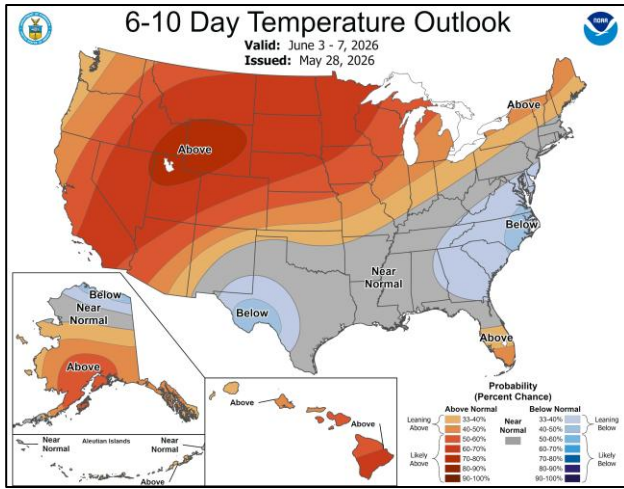 6-10 Day Temperature Outlook
Valid: June 3 - 7, 2026
Issued: May 28, 2026
NOAA
Above
Above
Below
Near
Normal
Below
Above
Below
Near
Normal
Above
Near
Normal
Aleutian Islands
Near
Normal
Above
Above
Above
Probability
(Percent Chance)
Above Normal
Below Normal
Leaning
Above
33-40%
40-50%
Near
Normal
33-40%
40-50%
Leaning
Below
Likely
Above
50-60%
60-70%
70-80%
80-90%
90-100%
50-60%
60-70%
70-80%
80-90%
90-100%
Likely
Below